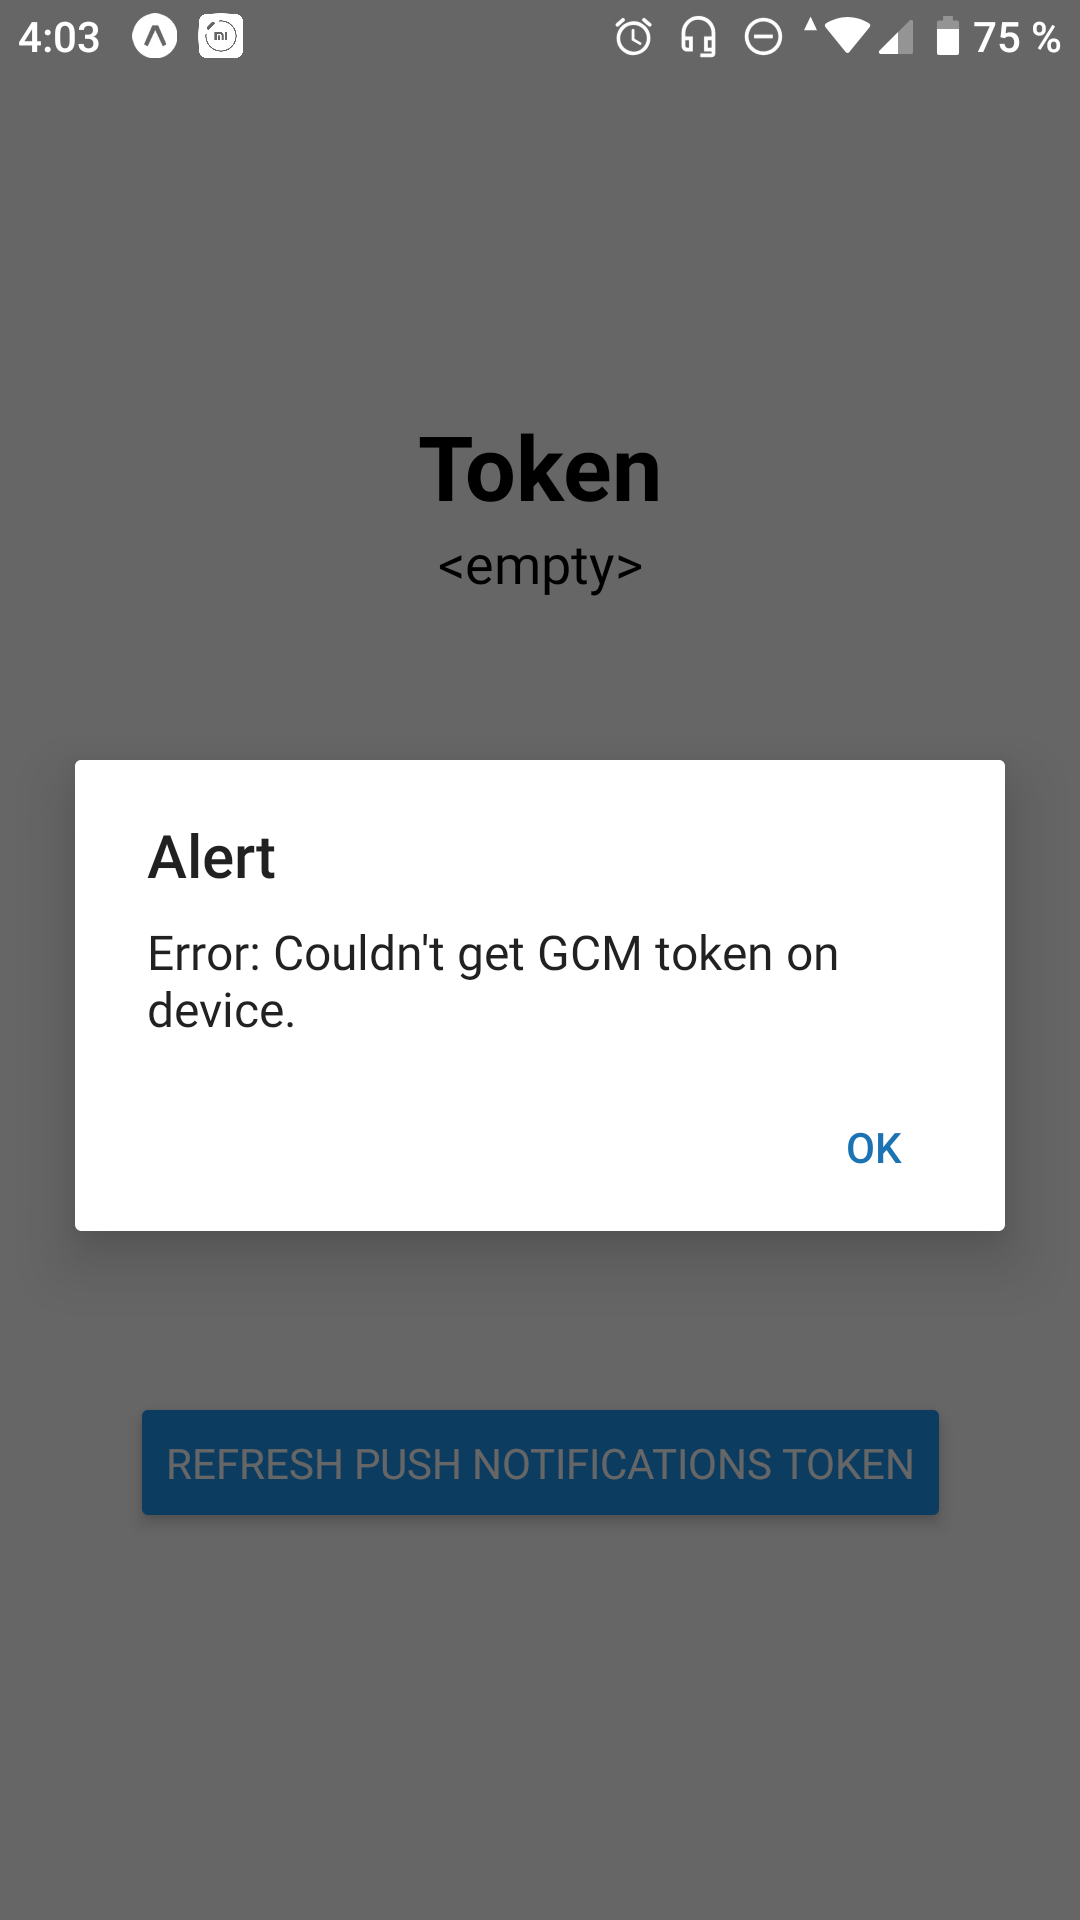 4:03 75 %
Token
<empty>
Alert
Error: Couldn't get GCM token on
device.
OK
REFRESH PUSH NOTIFICATIONS TOKEN